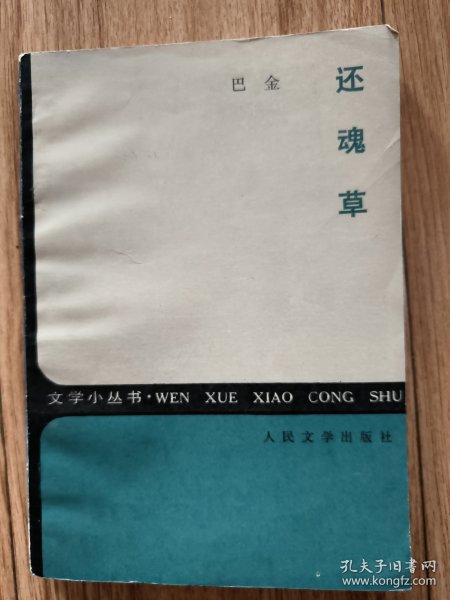 还魂草
巴金
文学小丛书·WEN XUE XIAO CONG SHU
人民文学出版社
孔夫子旧书网
www.kongfz.com